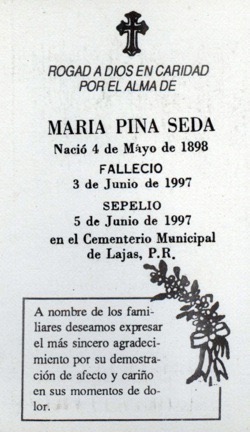 ROGAD A DIOS EN CARIDAD
POR EL ALMA DE
MARIA PINA SEDA
Nació 4 de Mayo de 1898
FALLECIO
3 de Junio de 1997
SEPELIO
5 de Junio de 1997
en el Cementerio Municipal
de Lajas, P.R.
A nombre de los fami-
liares deseamos expresar
el más sincero agradeci-
miento por su demostra-
ción de afecto y cariño
en sus momentos de do-
lor.